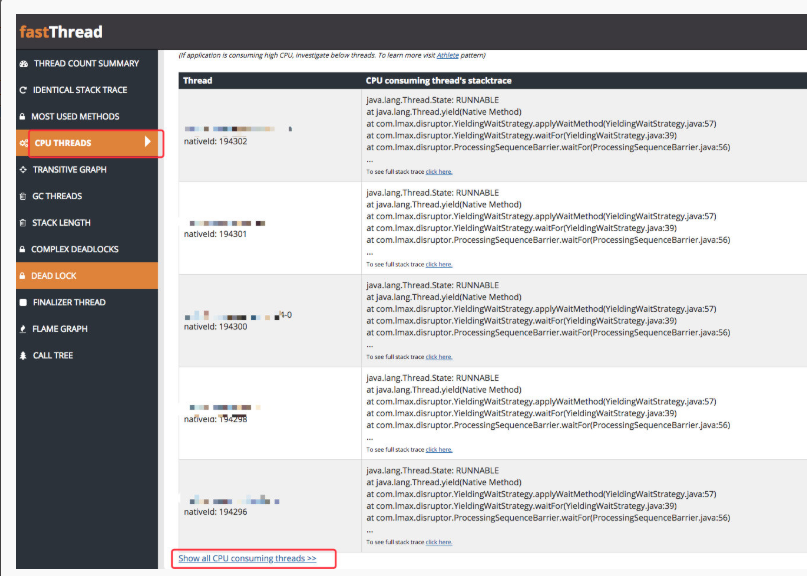 fastThread
THREAD COUNT SUMMARY
IDENTICAL STACK TRACE
MOST USED METHODS
CPU THREADS
TRANSITIVE GRAPH
GC THREADS
STACK LENGTH
COMPLEX DEADLOCKS
DEAD LOCK
FINALIZER THREAD
FLAME GRAPH
CALL TREE
(If application is consuming high CPU, investigate below threads. To learn more visit Athlete pattern)
Thread CPU consuming thread's stacktrace
nativeId: 194302
java.lang.Thread.State: RUNNABLE
at java.lang.Thread.yield(Native Method)
at com.lmax.disruptor.YieldingWaitStrategy.applyWaitMethod(YieldingWaitStrategy.java:57)
at com.lmax.disruptor.YieldingWaitStrategy.waitFor(YieldingWaitStrategy.java:39)
at com.lmax.disruptor.ProcessingSequenceBarrier.waitFor(ProcessingSequenceBarrier.java:56)
...
To see full stack trace click here.
nativeId: 194301
java.lang.Thread.State: RUNNABLE
at java.lang.Thread.yield(Native Method)
at com.lmax.disruptor.YieldingWaitStrategy.applyWaitMethod(YieldingWaitStrategy.java:57)
at com.lmax.disruptor.YieldingWaitStrategy.waitFor(YieldingWaitStrategy.java:39)
at com.lmax.disruptor.ProcessingSequenceBarrier.waitFor(ProcessingSequenceBarrier.java:56)
...
To see full stack trace click here.
nativeId: 194300
java.lang.Thread.State: RUNNABLE
at java.lang.Thread.yield(Native Method)
at com.lmax.disruptor.YieldingWaitStrategy.applyWaitMethod(YieldingWaitStrategy.java:57)
at com.lmax.disruptor.YieldingWaitStrategy.waitFor(YieldingWaitStrategy.java:39)
at com.lmax.disruptor.ProcessingSequenceBarrier.waitFor(ProcessingSequenceBarrier.java:56)
...
To see full stack trace click here.
nativeId: 194298
java.lang.Thread.State: RUNNABLE
at java.lang.Thread.yield(Native Method)
at com.lmax.disruptor.YieldingWaitStrategy.applyWaitMethod(YieldingWaitStrategy.java:57)
at com.lmax.disruptor.YieldingWaitStrategy.waitFor(YieldingWaitStrategy.java:39)
at com.lmax.disruptor.ProcessingSequenceBarrier.waitFor(ProcessingSequenceBarrier.java:56)
...
To see full stack trace click here.
nativeId: 194296
java.lang.Thread.State: RUNNABLE
at java.lang.Thread.yield(Native Method)
at com.lmax.disruptor.YieldingWaitStrategy.applyWaitMethod(YieldingWaitStrategy.java:57)
at com.lmax.disruptor.YieldingWaitStrategy.waitFor(YieldingWaitStrategy.java:39)
at com.lmax.disruptor.ProcessingSequenceBarrier.waitFor(ProcessingSequenceBarrier.java:56)
...
To see full stack trace click here.
Show all CPU consuming threads >>